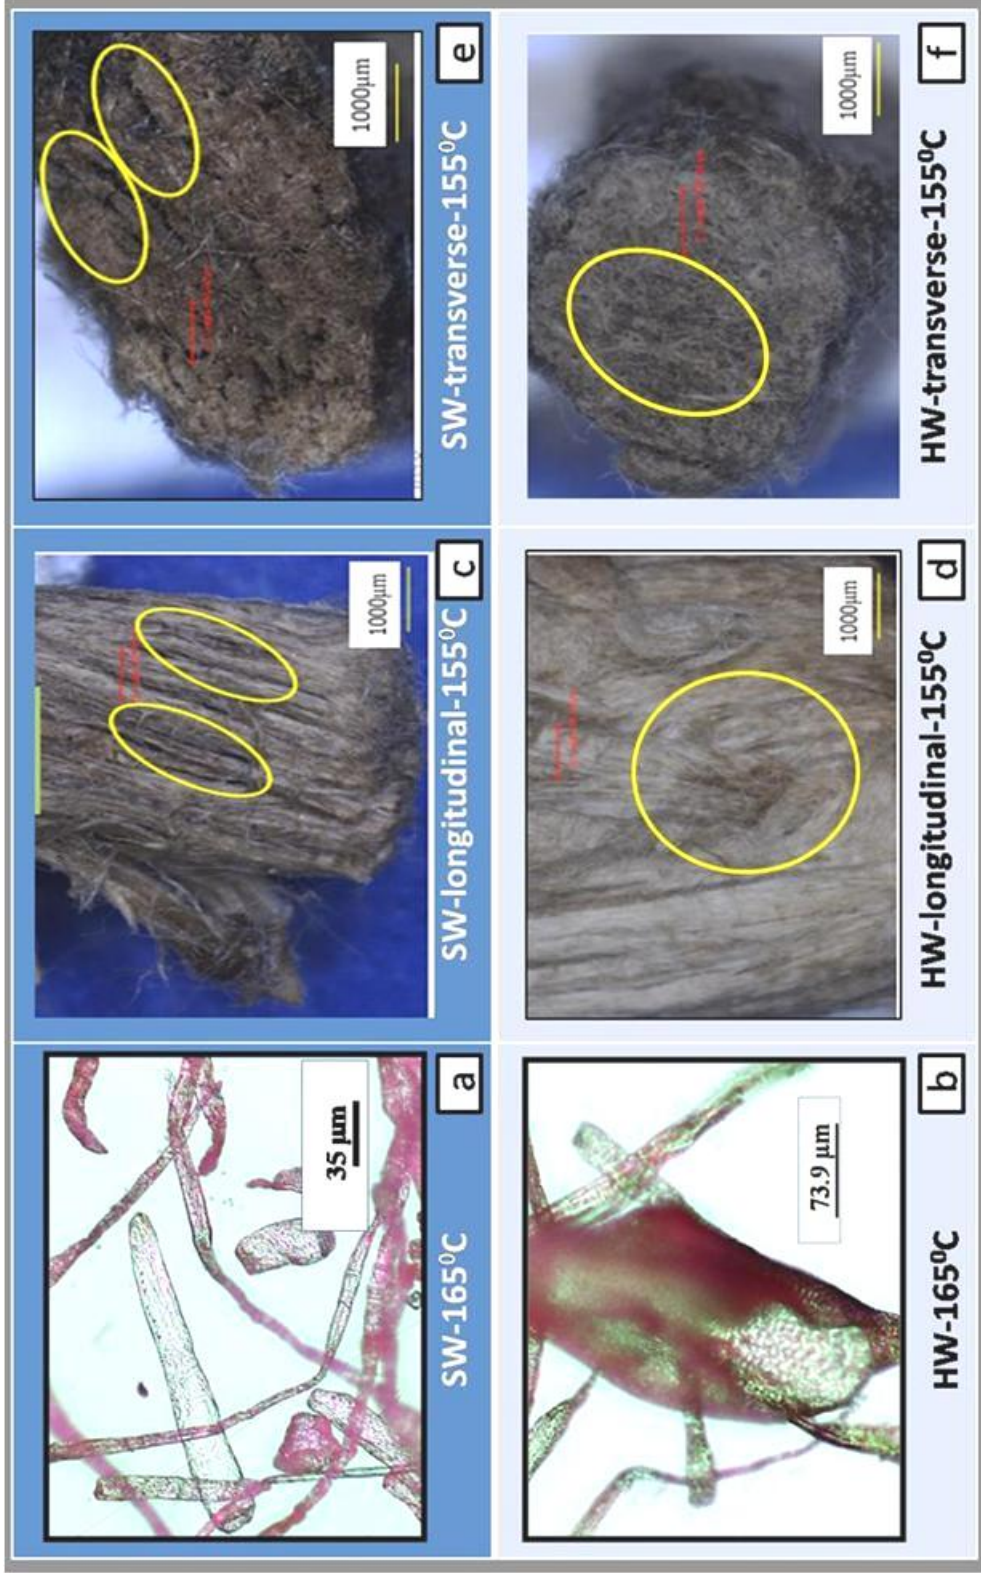 35 μm
SW-165⁰C
a
1000μm
SW-longitudinal-155⁰C
c
1000μm
SW-transverse-155⁰C
e
73.9 μm
HW-165⁰C
b
1000μm
HW-longitudinal-155⁰C
d
1000μm
HW-transverse-155⁰C
f